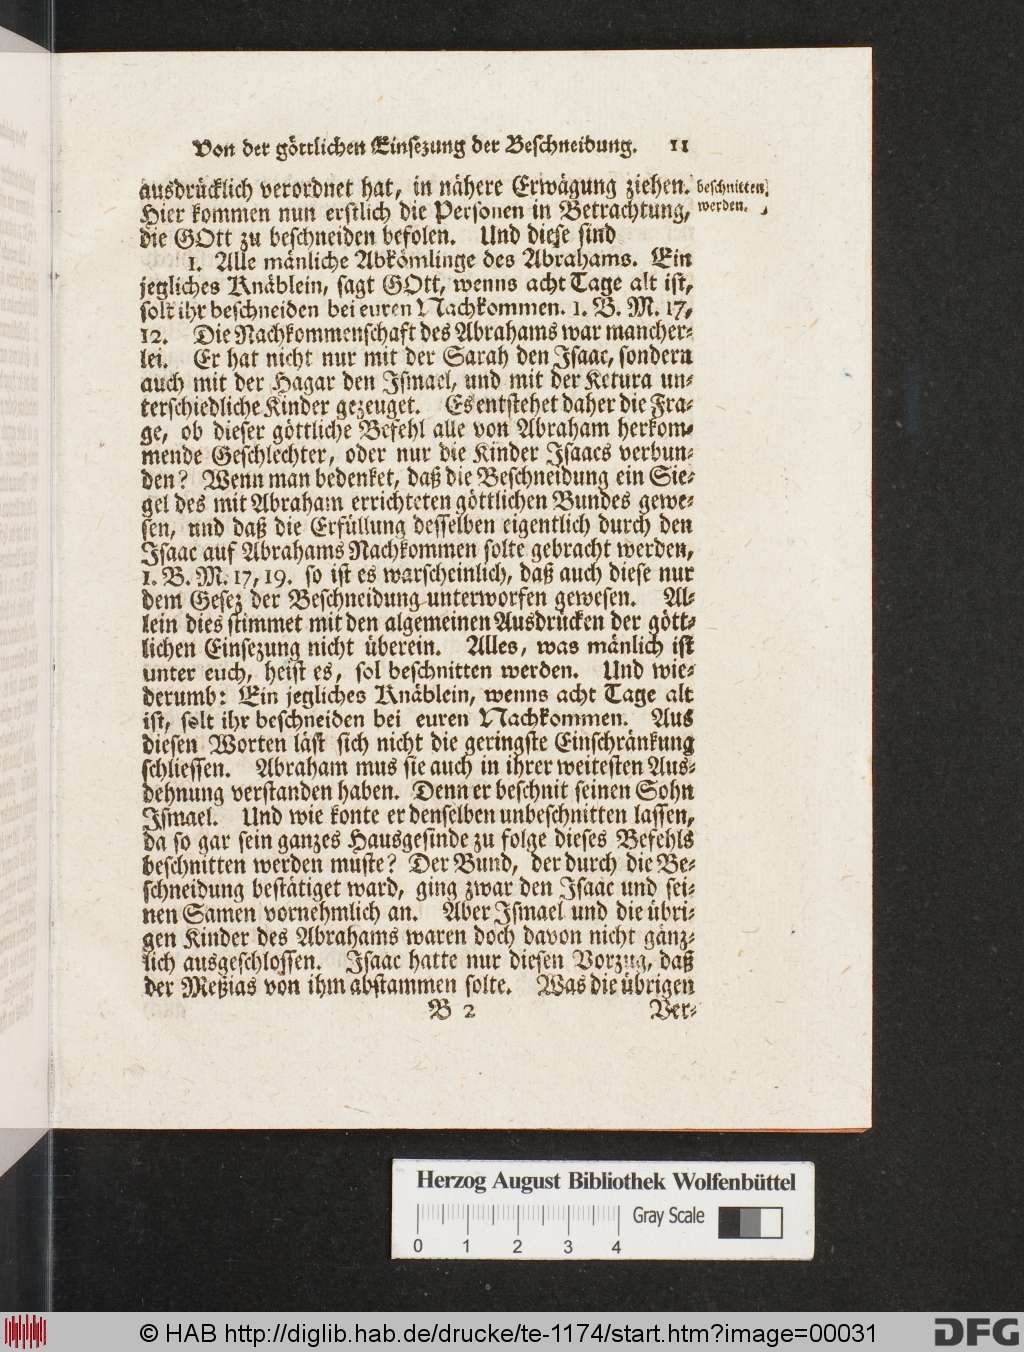 Von der göttlichen Einsezung der Beschneidung. 11
ausdrücklich verordnet hat, in nähere Erwägung ziehen.
beschnitten
werden.
Hier kommen nun erstlich die Personen in Betrachtung,
die GOtt zu beschneiden befolen. Und diese sind
1. Alle mänliche Abkömlinge des Abrahams. Ein
jegliches Knäblein, sagt GOtt, wenns acht Tage alt ist,
solt ihr beschneiden bei euren Nachkommen. 1. B. M. 17,
12. Die Nachkommenschaft des Abrahams war mancher-
lei. Er hat nicht nur mit der Sarah den Isaac, sondern
auch mit der Hagar den Ismael, und mit der Ketura un-
terschiedliche Kinder gezeuget. Es entstehet daher die Fra-
ge, ob dieser göttliche Befehl alle von Abraham herkom-
mende Geschlechter, oder nur die Kinder Isaacs verbun-
den? Wenn man bedenket, daß die Beschneidung ein Sie-
gel des mit Abraham errichteten göttlichen Bundes gewe-
sen, und daß die Erfüllung desselben eigentlich durch den
Isaac auf Abrahams Nachkommen solte gebracht werden,
1. B. M. 17, 19. so ist es warscheinlich, daß auch diese nur
dem Gesez der Beschneidung unterworfen gewesen. Al-
lein dies stimmet mit den algemeinen Ausdrücken der gött-
lichen Einsezung nicht überein. Alles, was mänlich ist
unter euch, heist es, sol beschnitten werden. Und wie-
derumb: Ein jegliches Knäblein, wenns acht Tage alt
ist, solt ihr beschneiden bei euren Nachkommen. Aus
diesen Worten läst sich nicht die geringste Einschränkung
schliessen. Abraham mus sie auch in ihrer weitesten Aus-
dehnung verstanden haben. Denn er beschnit seinen Sohn
Ismael. Und wie konte er denselben unbeschnitten lassen,
da so gar sein ganzes Hausgesinde zu folge dieses Befehls
beschnitten werden muste? Der Bund, der durch die Be-
schneidung bestätiget ward, ging zwar den Isaac und sei-
nen Samen vornehmlich an. Aber Ismael und die übri-
gen Kinder des Abrahams waren doch davon nicht gänz-
lich ausgeschlossen. Isaac hatte nur diesen Vorzug, daß
der Meßias von ihm abstammen solte. Was die übrigen
B 2 Ver-
Herzog August Bibliothek Wolfenbüttel
Gray Scale
0 1 2 3 4
© HAB http://diglib.hab.de/drucke/te-1174/start.htm?image=00031
DFG